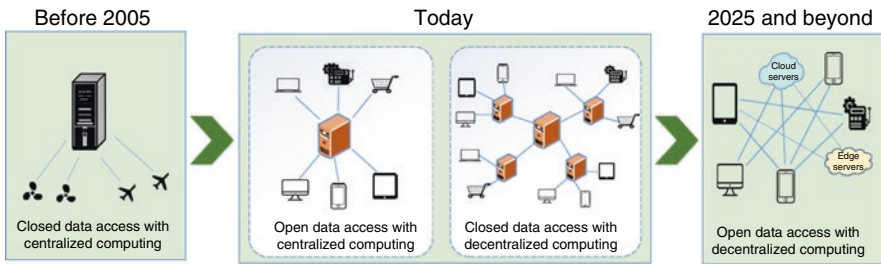 Before 2005
Today
2025 and beyond
Closed data access with
centralized computing
Open data access with
centralized computing
Closed data access with
decentralized computing
Cloud
servers
Edge
servers
Open data access with
decentralized computing